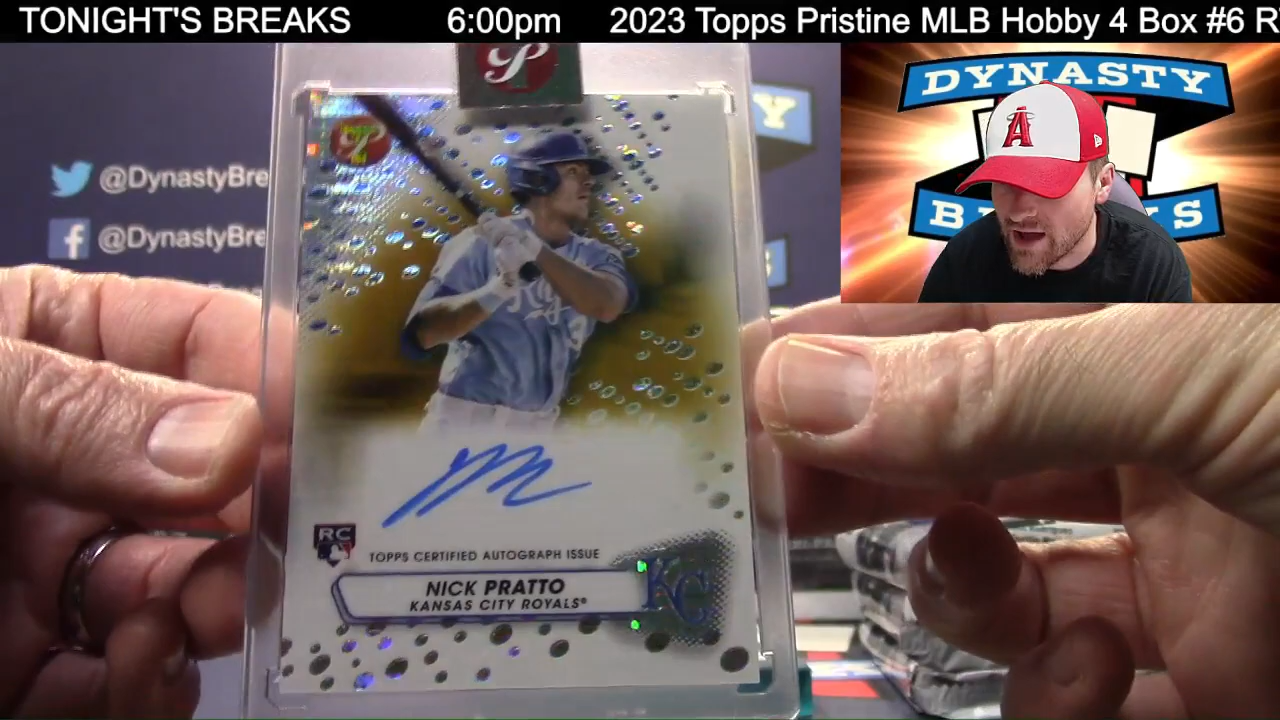 TONIGHT'S BREAKS 6:00pm 2023 Topps Pristine MLB Hobby 4 Box #6
DYNASTY
A
@DynastyBre
@DynastyBre
Royals
RC
TOPPS CERTIFIED AUTOGRAPH ISSUE
NICK PRATTO
KANSAS CITY ROYALS®
KC